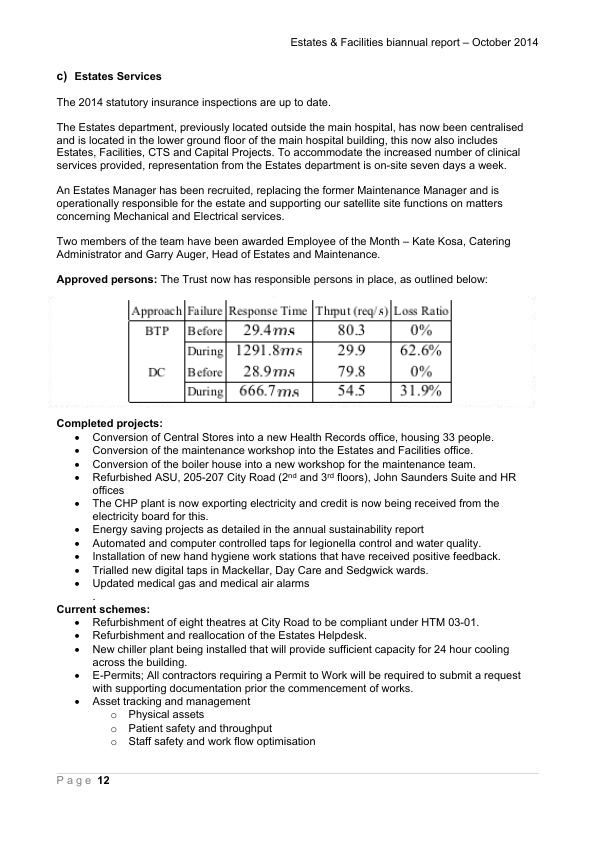 Estates & Facilities biannual report – October 2014
c) Estates Services
The 2014 statutory insurance inspections are up to date.
The Estates department, previously located outside the main hospital, has now been centralised
and is located in the lower ground floor of the main hospital building, this now also includes
Estates, Facilities, CTS and Capital Projects. To accommodate the increased number of clinical
services provided, representation from the Estates department is on-site seven days a week.
An Estates Manager has been recruited, replacing the former Maintenance Manager and is
operationally responsible for the estate and supporting our satellite site functions on matters
concerning Mechanical and Electrical services.
Two members of the team have been awarded Employee of the Month – Kate Kosa, Catering
Administrator and Garry Auger, Head of Estates and Maintenance.
Approved persons: The Trust now has responsible persons in place, as outlined below:
Approach Failure Response Time Thrput (req/s) Loss Ratio
BTP Before 29.4ms 80.3 0%
During 1291.8ms 29.9 62.6%
DC Before 28.9ms 79.8 0%
During 666.7ms 54.5 31.9%
Completed projects:
• Conversion of Central Stores into a new Health Records office, housing 33 people.
• Conversion of the maintenance workshop into the Estates and Facilities office.
• Conversion of the boiler house into a new workshop for the maintenance team.
• Refurbished ASU, 205-207 City Road (2nd and 3rd floors), John Saunders Suite and HR
offices
• The CHP plant is now exporting electricity and credit is now being received from the
electricity board for this.
• Energy saving projects as detailed in the annual sustainability report
• Automated and computer controlled taps for legionella control and water quality.
• Installation of new hand hygiene work stations that have received positive feedback.
• Trialled new digital taps in Mackellar, Day Care and Sedgwick wards.
• Updated medical gas and medical air alarms
.
Current schemes:
• Refurbishment of eight theatres at City Road to be compliant under HTM 03-01.
• Refurbishment and reallocation of the Estates Helpdesk.
• New chiller plant being installed that will provide sufficient capacity for 24 hour cooling
across the building.
• E-Permits; All contractors requiring a Permit to Work will be required to submit a request
with supporting documentation prior the commencement of works.
• Asset tracking and management
o Physical assets
o Patient safety and throughput
o Staff safety and work flow optimisation
Page 12